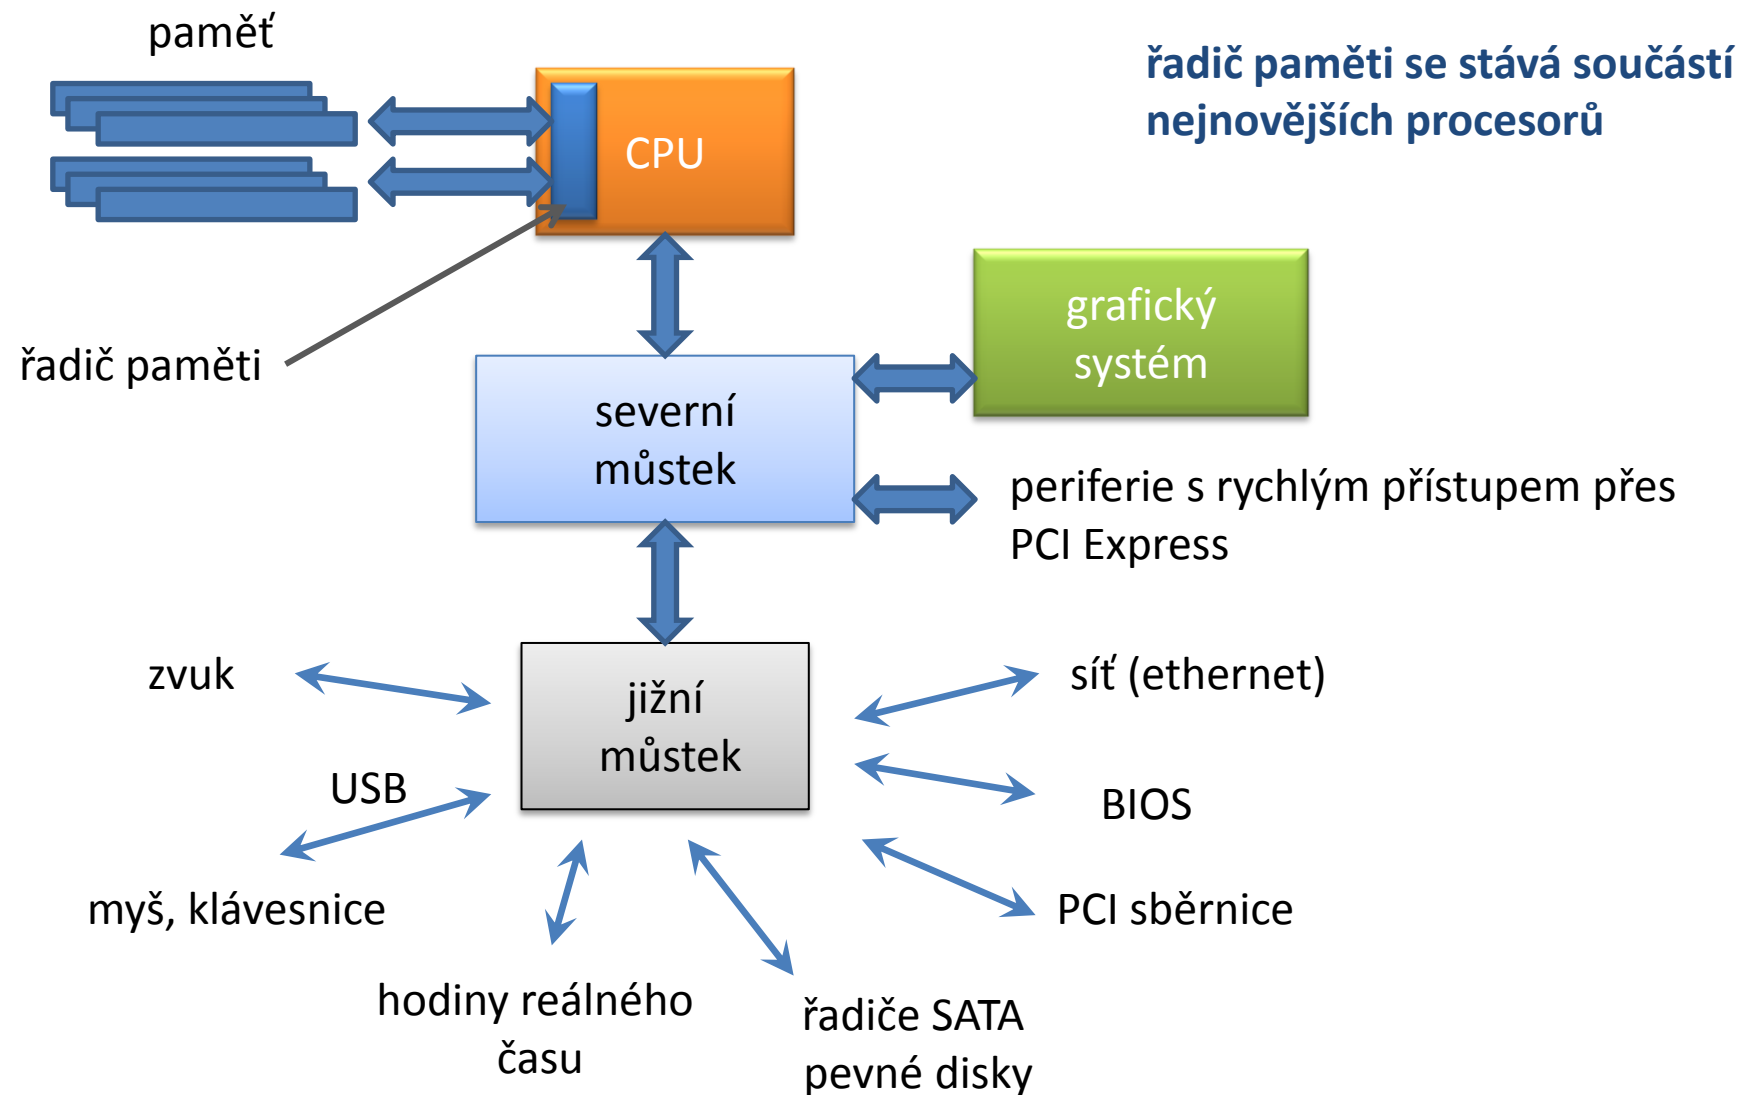 paměť
řadič paměti se stává součástí
nejnovějších procesorů
CPU
grafický
systém
řadič paměti
severní
můstek
periferie s rychlým přístupem přes
PCI Express
zvuk
jižní
můstek
síť (ethernet)
USB
BIOS
myš, klávesnice
PCI sběrnice
hodiny reálného
času
řadiče SATA
pevné disky